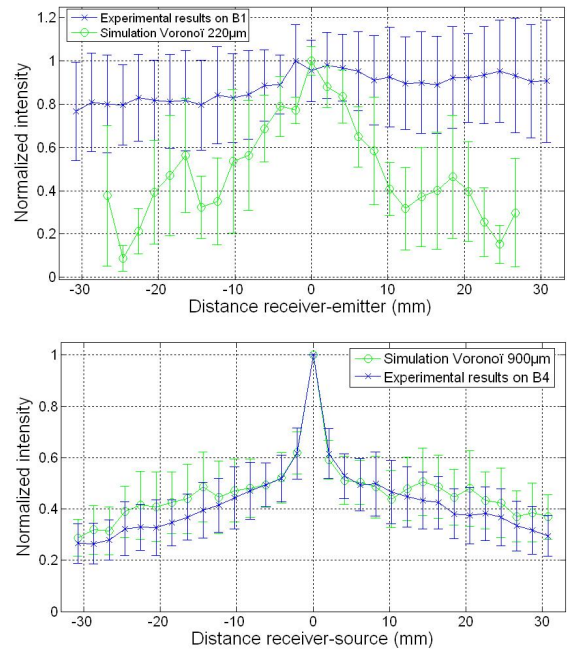 1.2
1
0.8
0.6
0.4
0.2
0
Normalized intensity
Experimental results on B1
Simulation Voronoï 220µm
-30 -20 -10 0 10 20 30
Distance receiver-emitter (mm)
1
0.8
0.6
0.4
0.2
0
Normalized intensity
Simulation Voronoï 900µm
Experimental results on B4
-30 -20 -10 0 10 20 30
Distance receiver-source (mm)